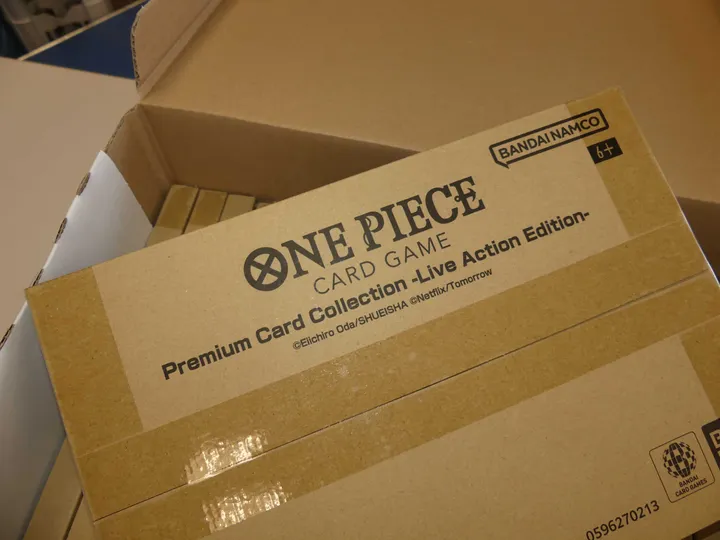 BANDAI NAMCO
6+
ONE PIECE
CARD GAME
Premium Card Collection -Live Action Edition-
©Eiichiro Oda/SHUEISHA ©Netflix/Tomorrow
BANDAI
CARD GAMES
0596270213